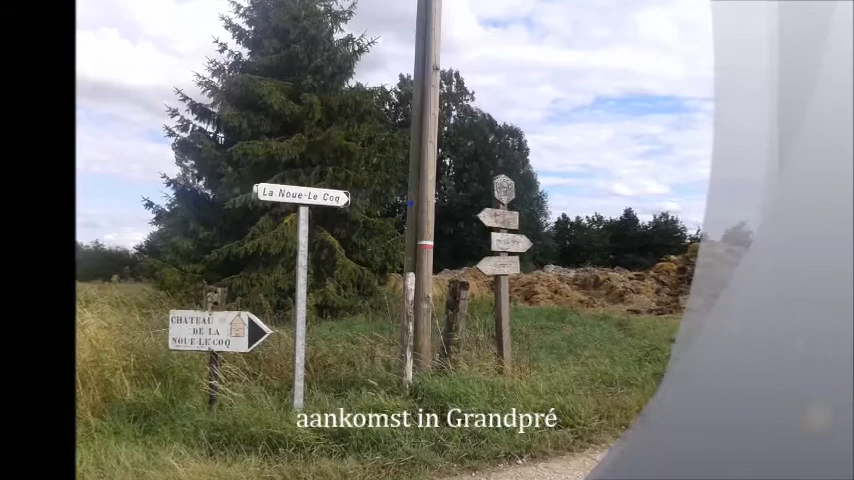 La Noue-Le Coq
CHATEAU
DE LA
NOUE-LE COQ
aankomst in Grandpré